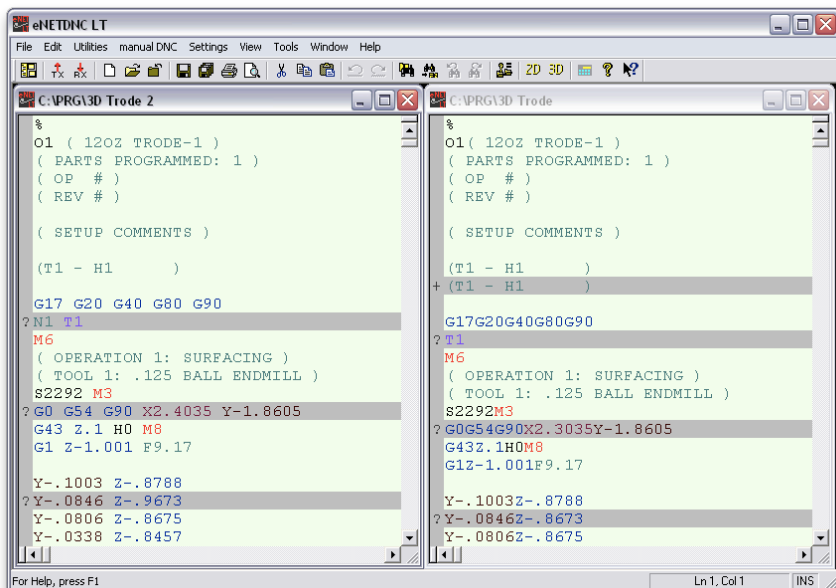 eNETDNC LT
File Edit Utilities manual DNC Settings View Tools Window Help
TX RX 2D 3D
C:\PRG\3D Trode 2
%
O1 ( 12OZ TRODE-1 )
( PARTS PROGRAMMED: 1 )
( OP # )
( REV # )
( SETUP COMMENTS )
(T1 - H1 )
G17 G20 G40 G80 G90
?N1 T1
M6
( OPERATION 1: SURFACING )
( TOOL 1: .125 BALL ENDMILL )
S2292 M3
?G0 G54 G90 X2.4035 Y-1.8605
G43 Z.1 H0 M8
G1 Z-1.001 F9.17
Y-.1003 Z-.8788
?Y-.0846 Z-.9673
Y-.0806 Z-.8675
Y-.0338 Z-.8457
C:\PRG\3D Trode
%
O1( 12OZ TRODE-1 )
( PARTS PROGRAMMED: 1 )
( OP # )
( REV # )
( SETUP COMMENTS )
(T1 - H1 )
+(T1 - H1 )
G17G20G40G80G90
?T1
M6
( OPERATION 1: SURFACING )
( TOOL 1: .125 BALL ENDMILL )
S2292M3
?G0G54G90X2.3035Y-1.8605
G43Z.1H0M8
G1Z-1.001F9.17
Y-.1003Z-.8788
?Y-.0846Z-.8673
Y-.0806Z-.8675
For Help, press F1
Ln 1, Col 1 INS